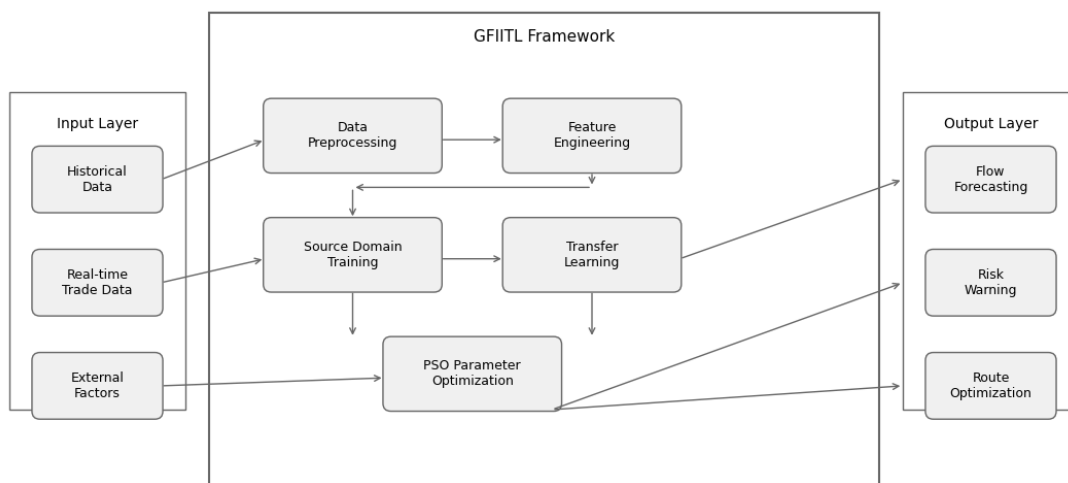 GFIITL Framework
Input Layer
Historical
Data
Real-time
Trade Data
External
Factors
Data
Preprocessing
Feature
Engineering
Source Domain
Training
Transfer
Learning
PSO Parameter
Optimization
Output Layer
Flow
Forecasting
Risk
Warning
Route
Optimization